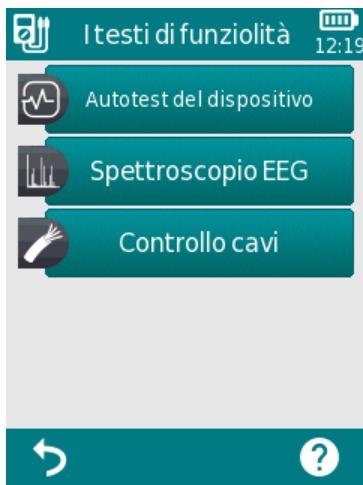 I testi di funziolità
12:19
Autotest del dispositivo
Spettroscopio EEG
Controllo cavi
?